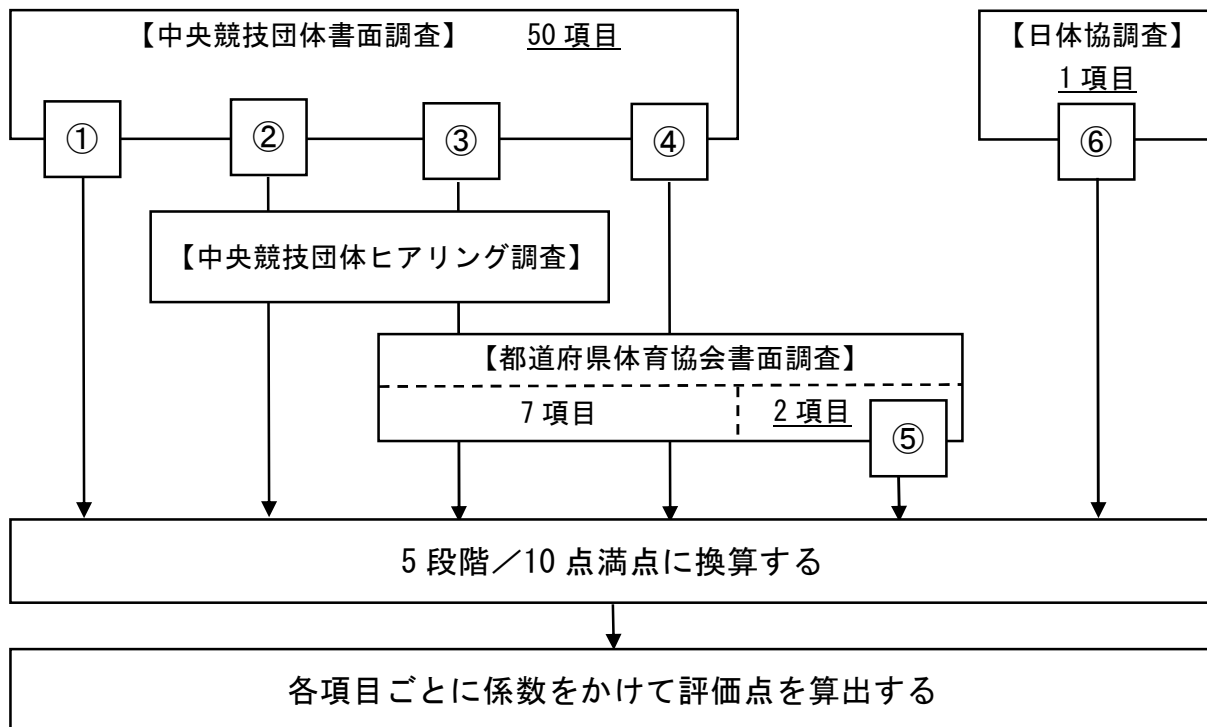 【中央競技団体書面調査】 50 項目
【日体協調査】
1 項目
①
②
③
④
⑥
【中央競技団体ヒアリング調査】
【都道府県体育協会書面調査】
7 項目
2 項目
⑤
5 段階／10 点満点に換算する
各項目ごとに係数をかけて評価点を算出する